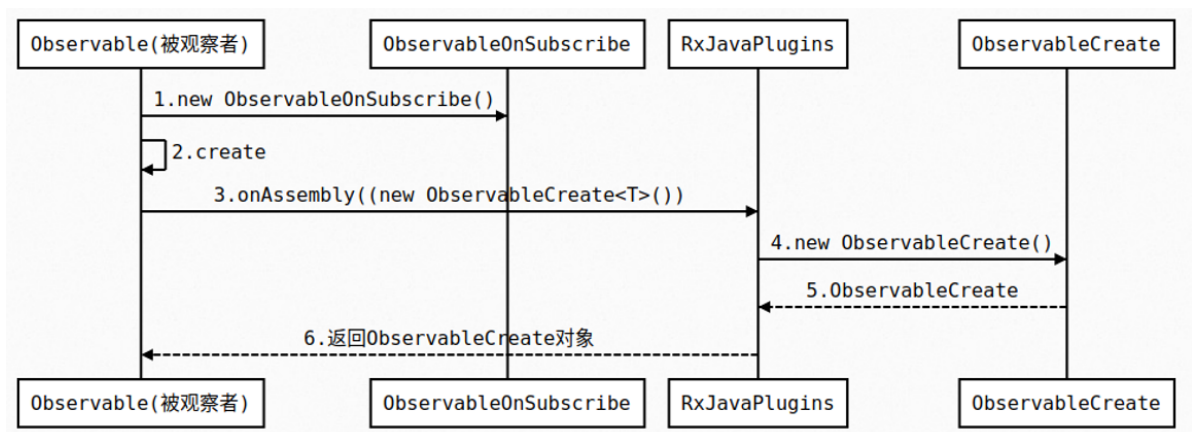 Observable(被观察者)
ObservableOnSubscribe
RxJavaPlugins
ObservableCreate
1.new ObservableOnSubscribe()
2.create
3.onAssembly((new ObservableCreate<T>())
4.new ObservableCreate()
5.ObservableCreate
6.返回ObservableCreate对象
Observable(被观察者)
ObservableOnSubscribe
RxJavaPlugins
ObservableCreate